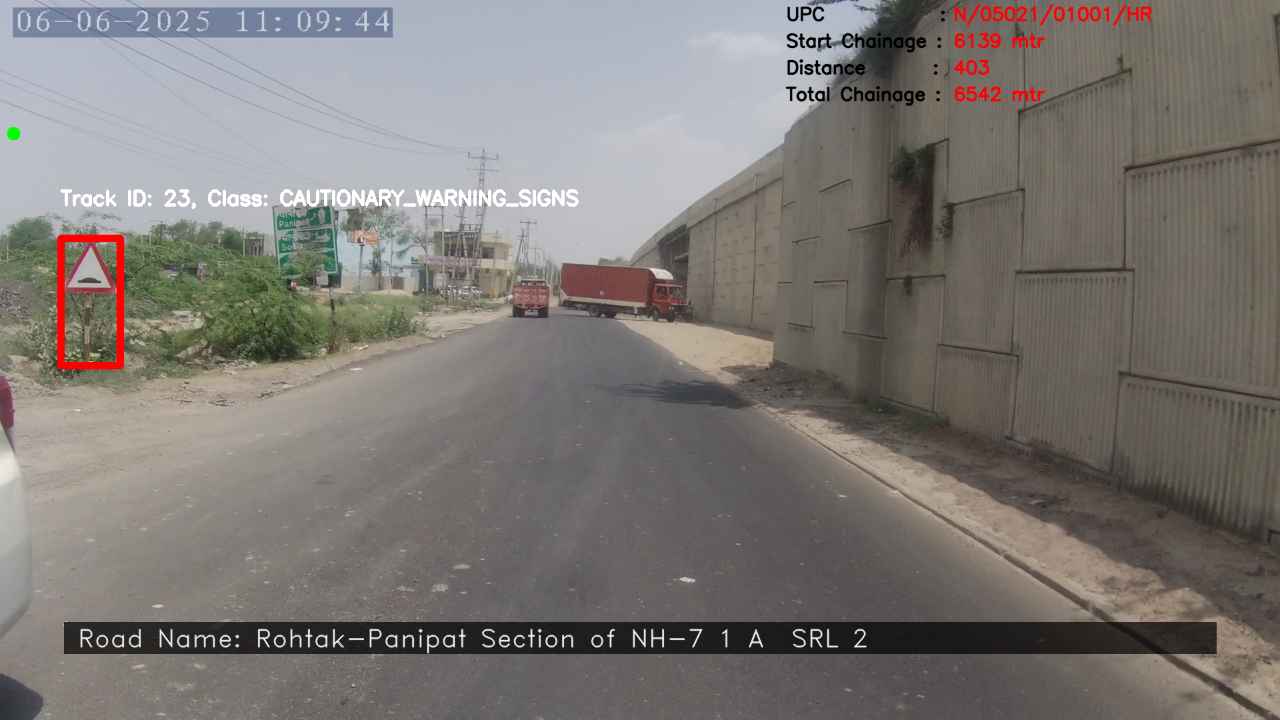 06-06-2025 11:09:44
UPC : N/05021/01001/HR
Start Chainage : 6139 mtr
Distance : 403
Total Chainage : 6542 mtr
Track ID: 23, Class: CAUTIONARY_WARNING_SIGNS
Road Name: Rohtak-Panipat Section of NH-7 1 A SRL 2